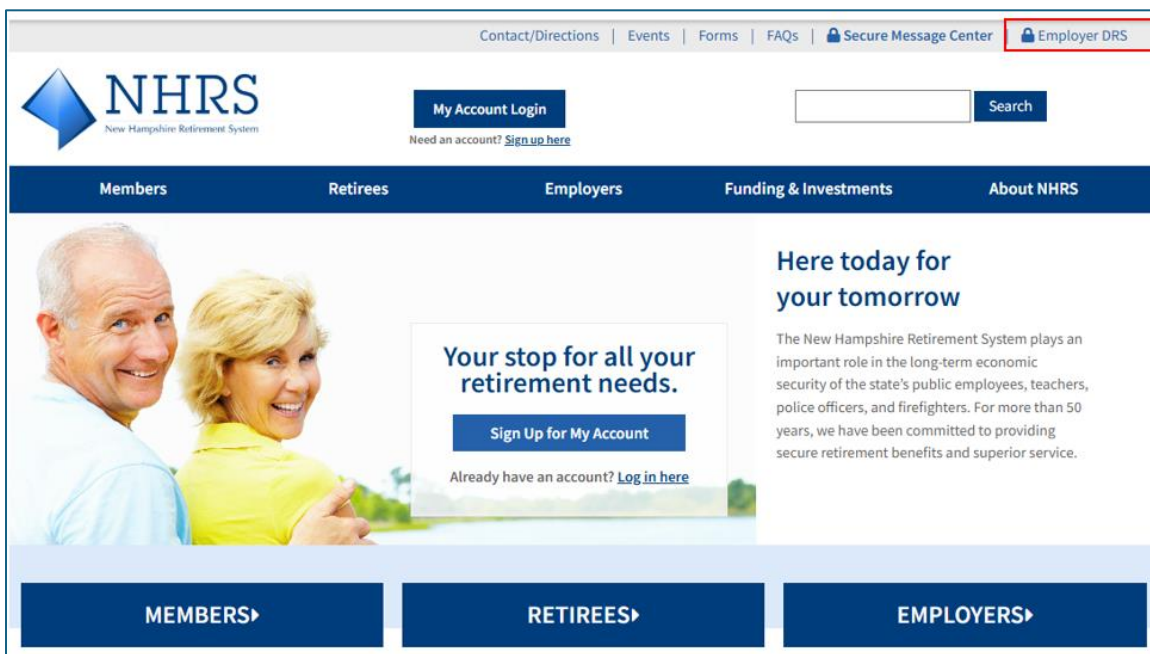 Contact/Directions | Events | Forms | FAQs | Secure Message Center | Employer DRS
NHRS
New Hampshire Retirement System
My Account Login
Need an account? Sign up here
Search
Members Retirees Employers Funding & Investments About NHRS
Your stop for all your
retirement needs.
Sign Up for My Account
Already have an account? Log in here
Here today for
your tomorrow
The New Hampshire Retirement System plays an
important role in the long-term economic
security of the state's public employees, teachers,
police officers, and firefighters. For more than 50
years, we have been committed to providing
secure retirement benefits and superior service.
MEMBERS RETIREES EMPLOYERS